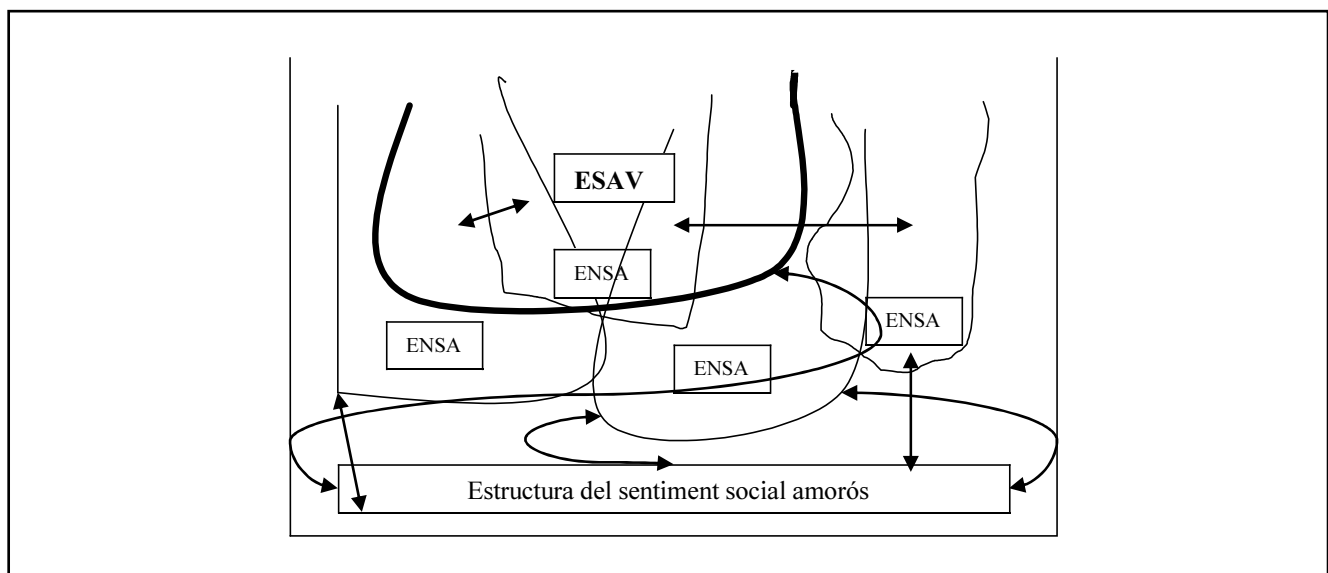 ESAV
ENSA
ENSA
ENSA
ENSA
Estructura del sentiment social amorós